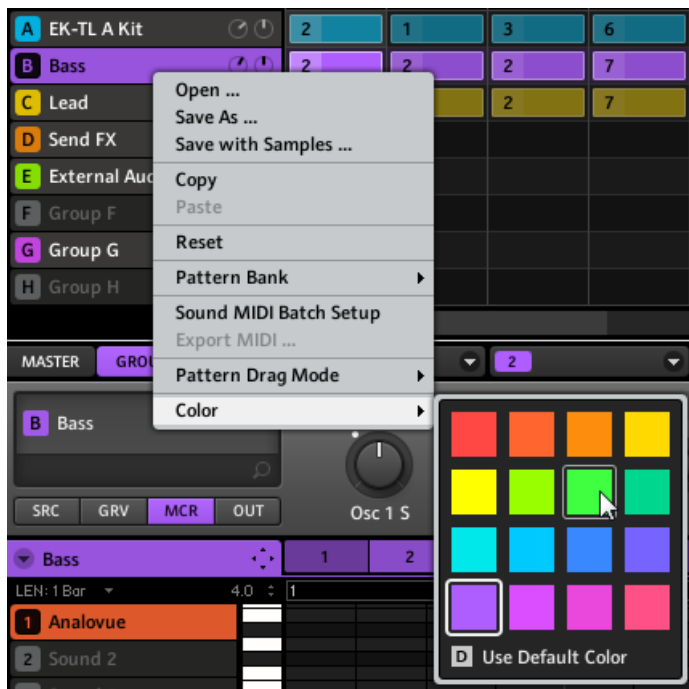 A EK-TL A Kit 2 1 3 6
B Bass 2 2 2 7
C Lead 2 7
D Send FX
E External Aud
F Group F
G Group G
H Group H
Open ...
Save As ...
Save with Samples ...
Copy
Paste
Reset
Pattern Bank
Sound MIDI Batch Setup
Export MIDI ...
Pattern Drag Mode
Color
MASTER GROU 2
B Bass
Osc 1 S
SRC GRV MCR OUT
D Use Default Color
Bass 1 2
LEN: 1 Bar 4.0 1
1 Analovue
2 Sound 2